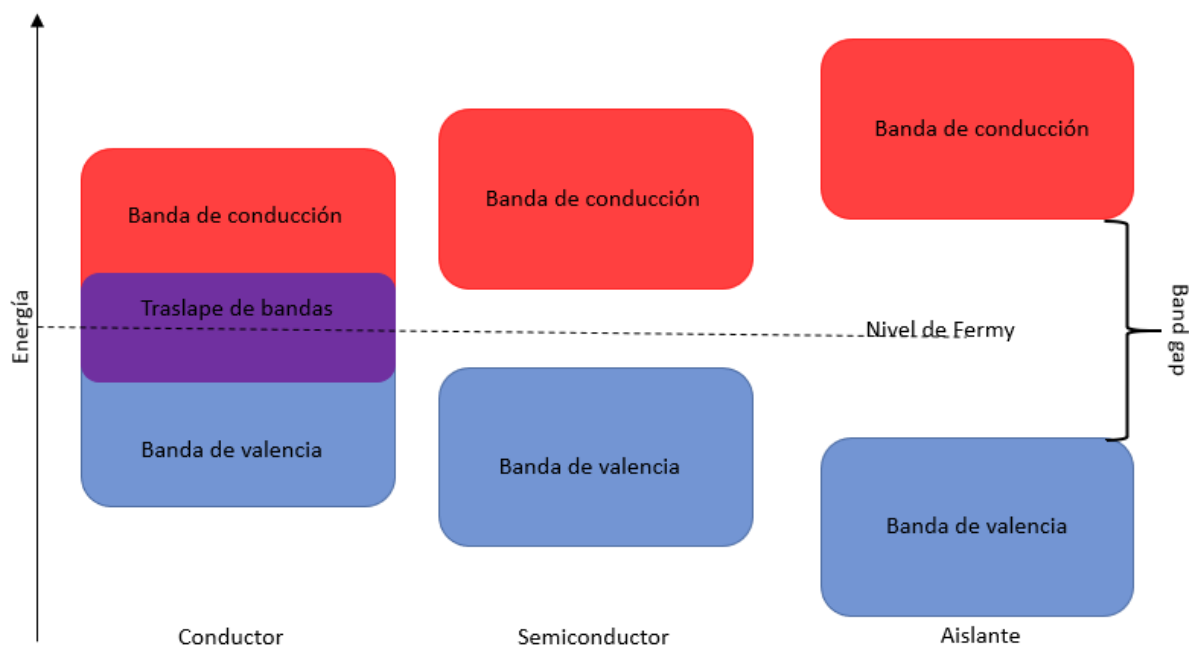 Energía
Banda de conducción
Traslape de bandas
Banda de valencia
Conductor
Banda de conducción
Banda de valencia
Semiconductor
Banda de conducción
Nivel de Fermy
Banda de valencia
Aislante
Band gap